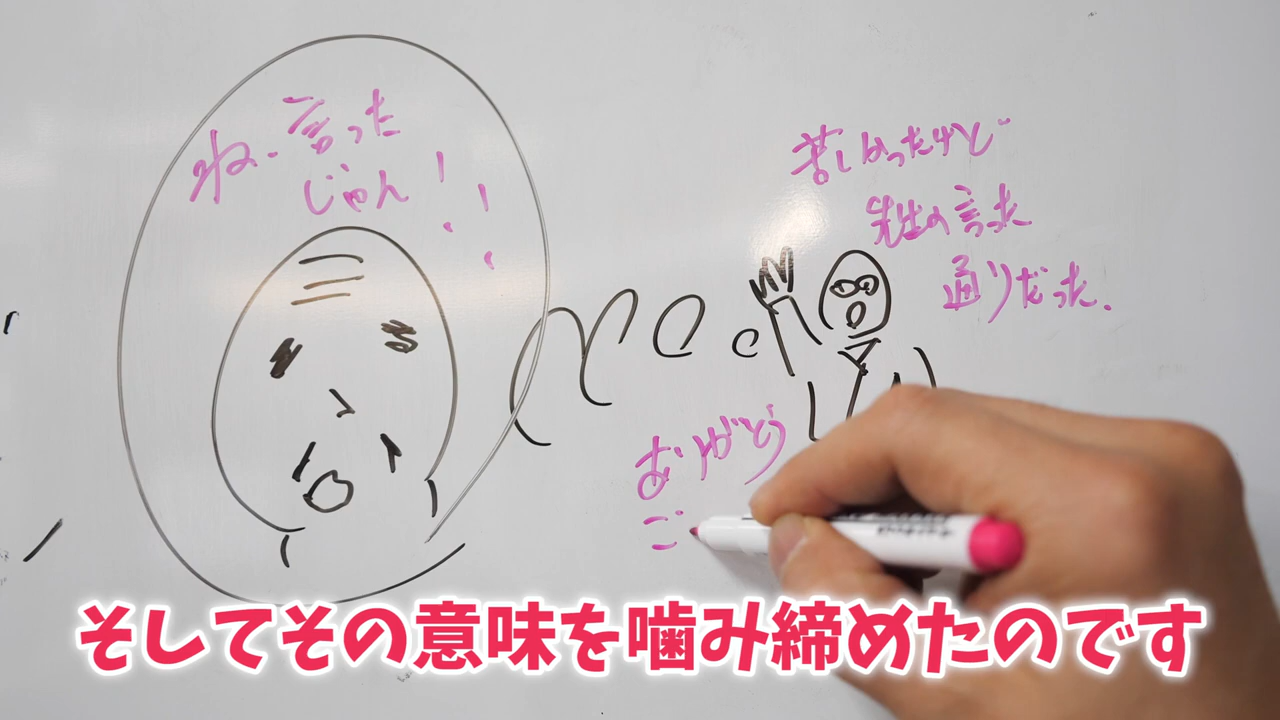 ね、言った
じゃん!!
苦しかったけど
先生の言った
通りだった.
ありがとう
ご
そしてその意味を噛み締めたのです